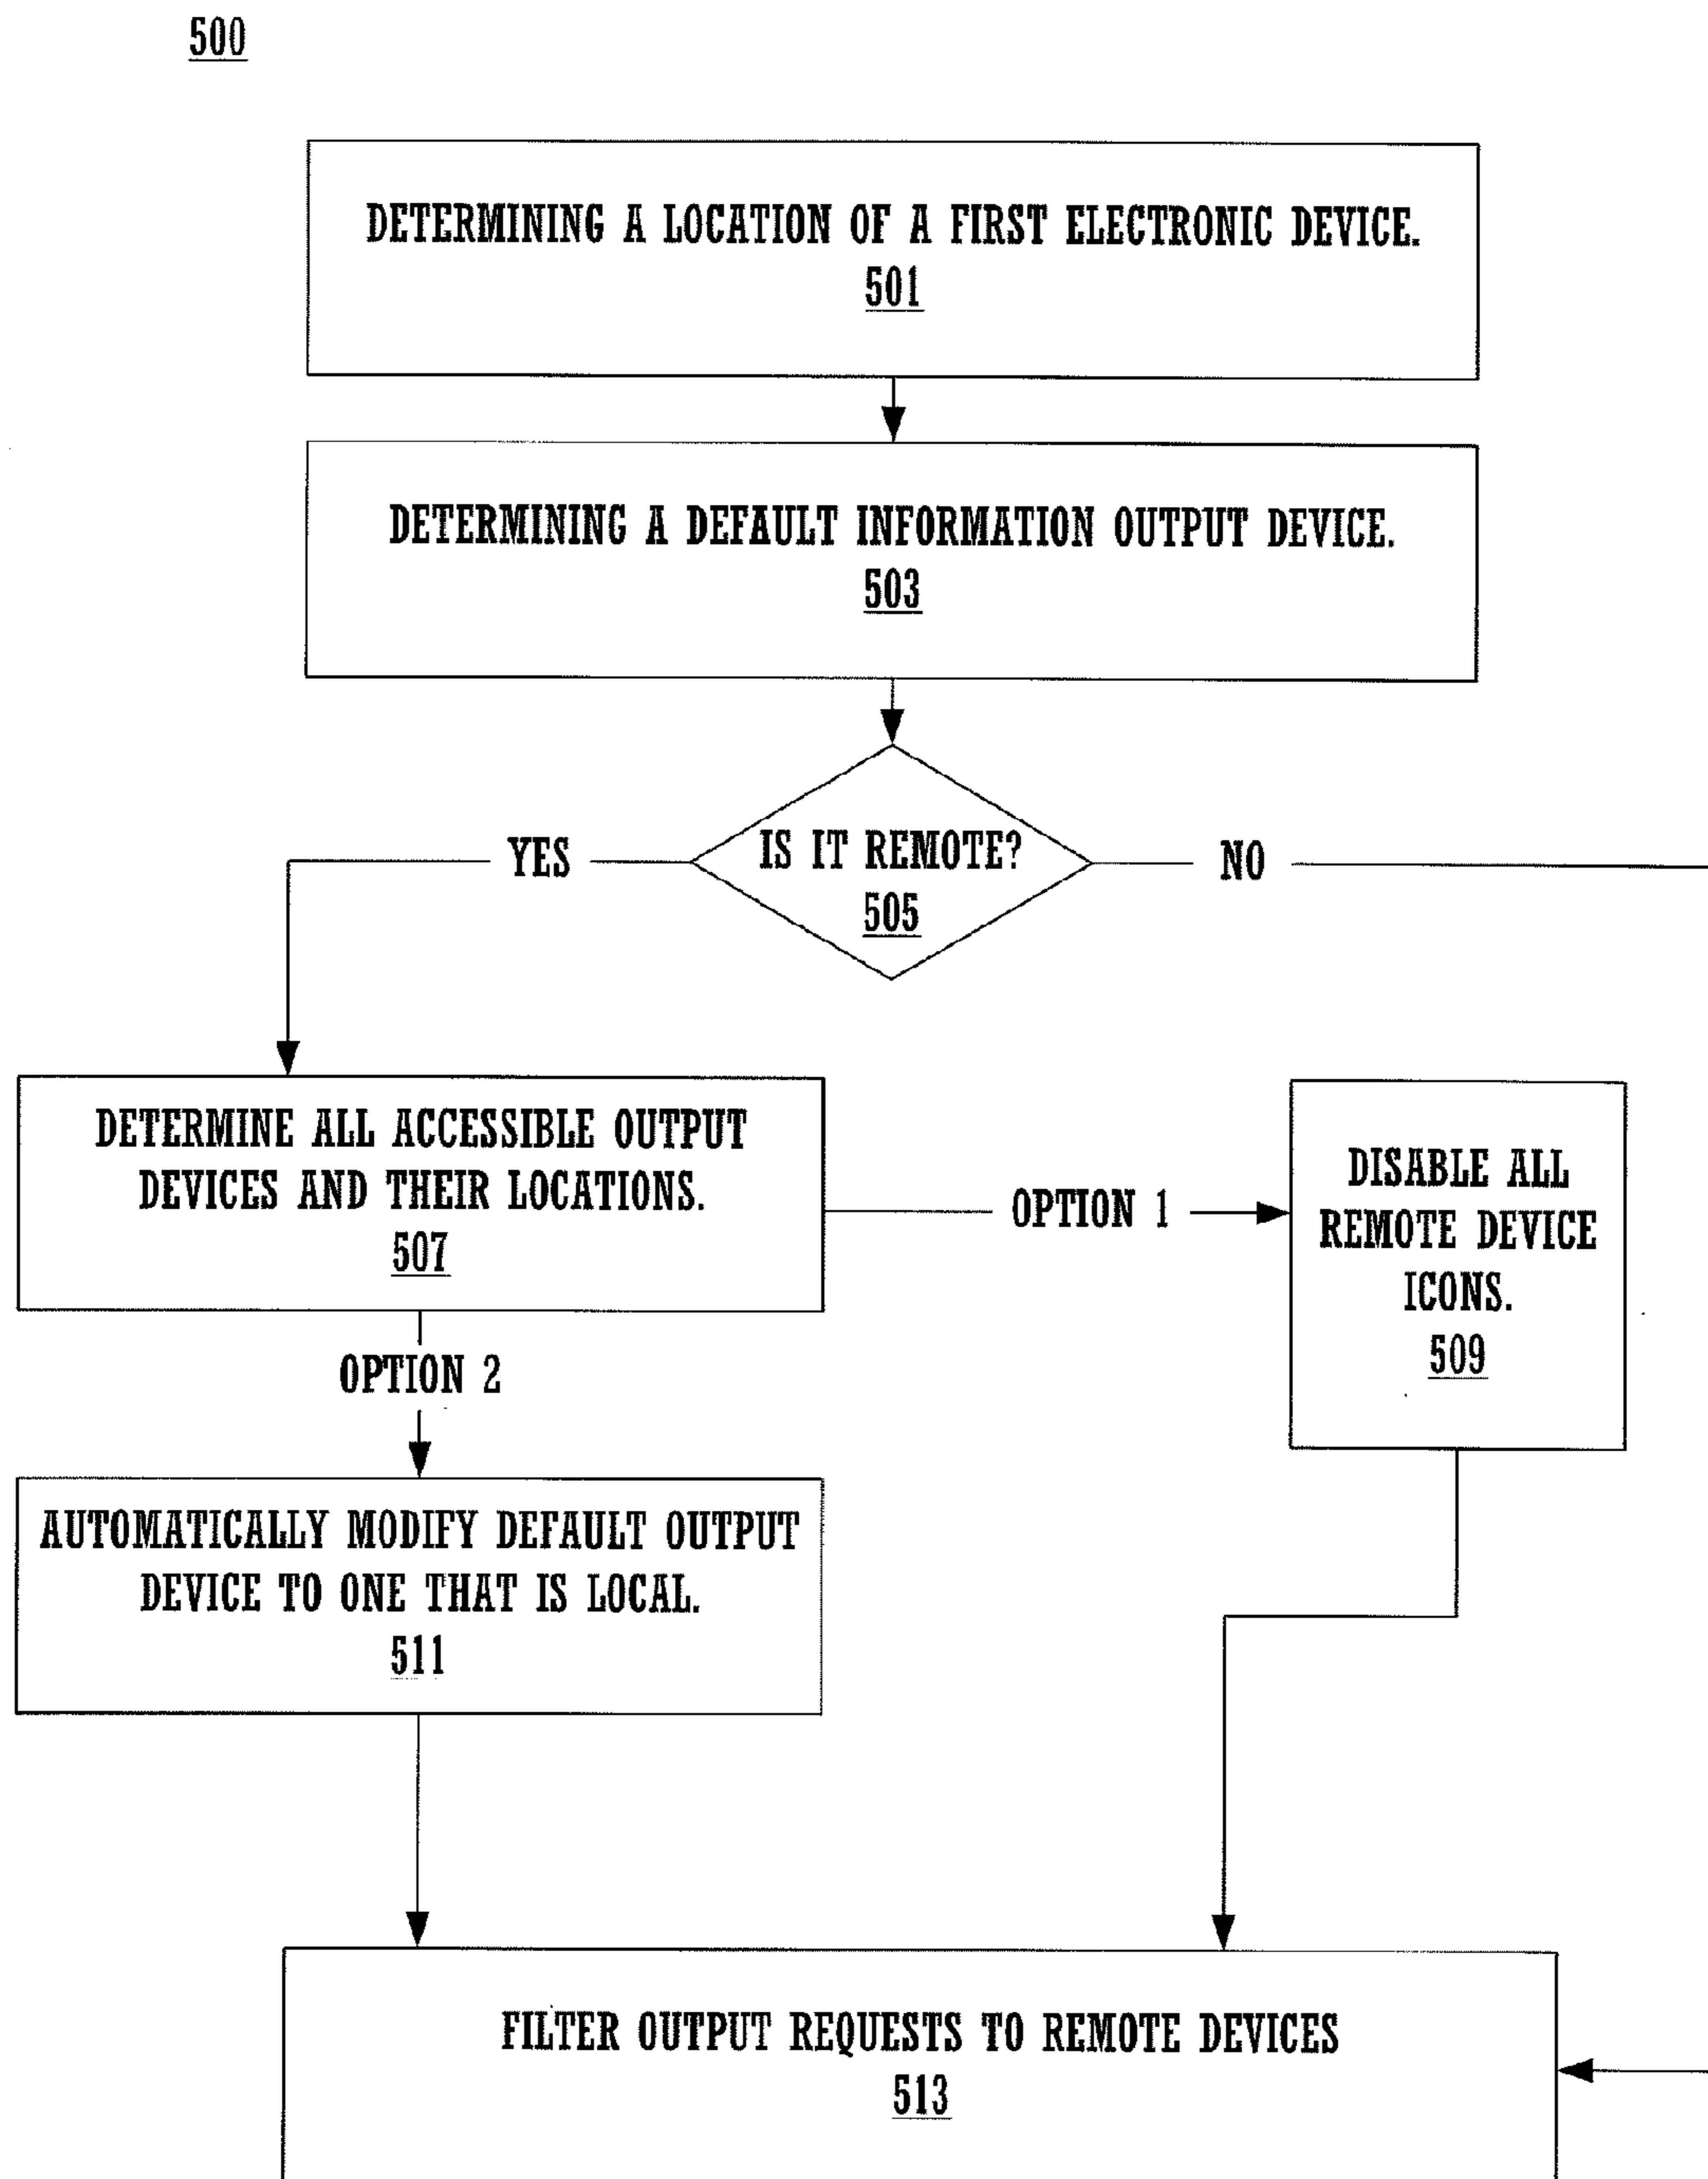 500
DETERMINING A LOCATION OF A FIRST ELECTRONIC DEVICE.
501
DETERMINING A DEFAULT INFORMATION OUTPUT DEVICE.
503
IS IT REMOTE?
505
YES
NO
DETERMINE ALL ACCESSIBLE OUTPUT
DEVICES AND THEIR LOCATIONS.
507
OPTION 1
DISABLE ALL
REMOTE DEVICE
ICONS.
509
OPTION 2
AUTOMATICALLY MODIFY DEFAULT OUTPUT
DEVICE TO ONE THAT IS LOCAL.
511
FILTER OUTPUT REQUESTS TO REMOTE DEVICES
513